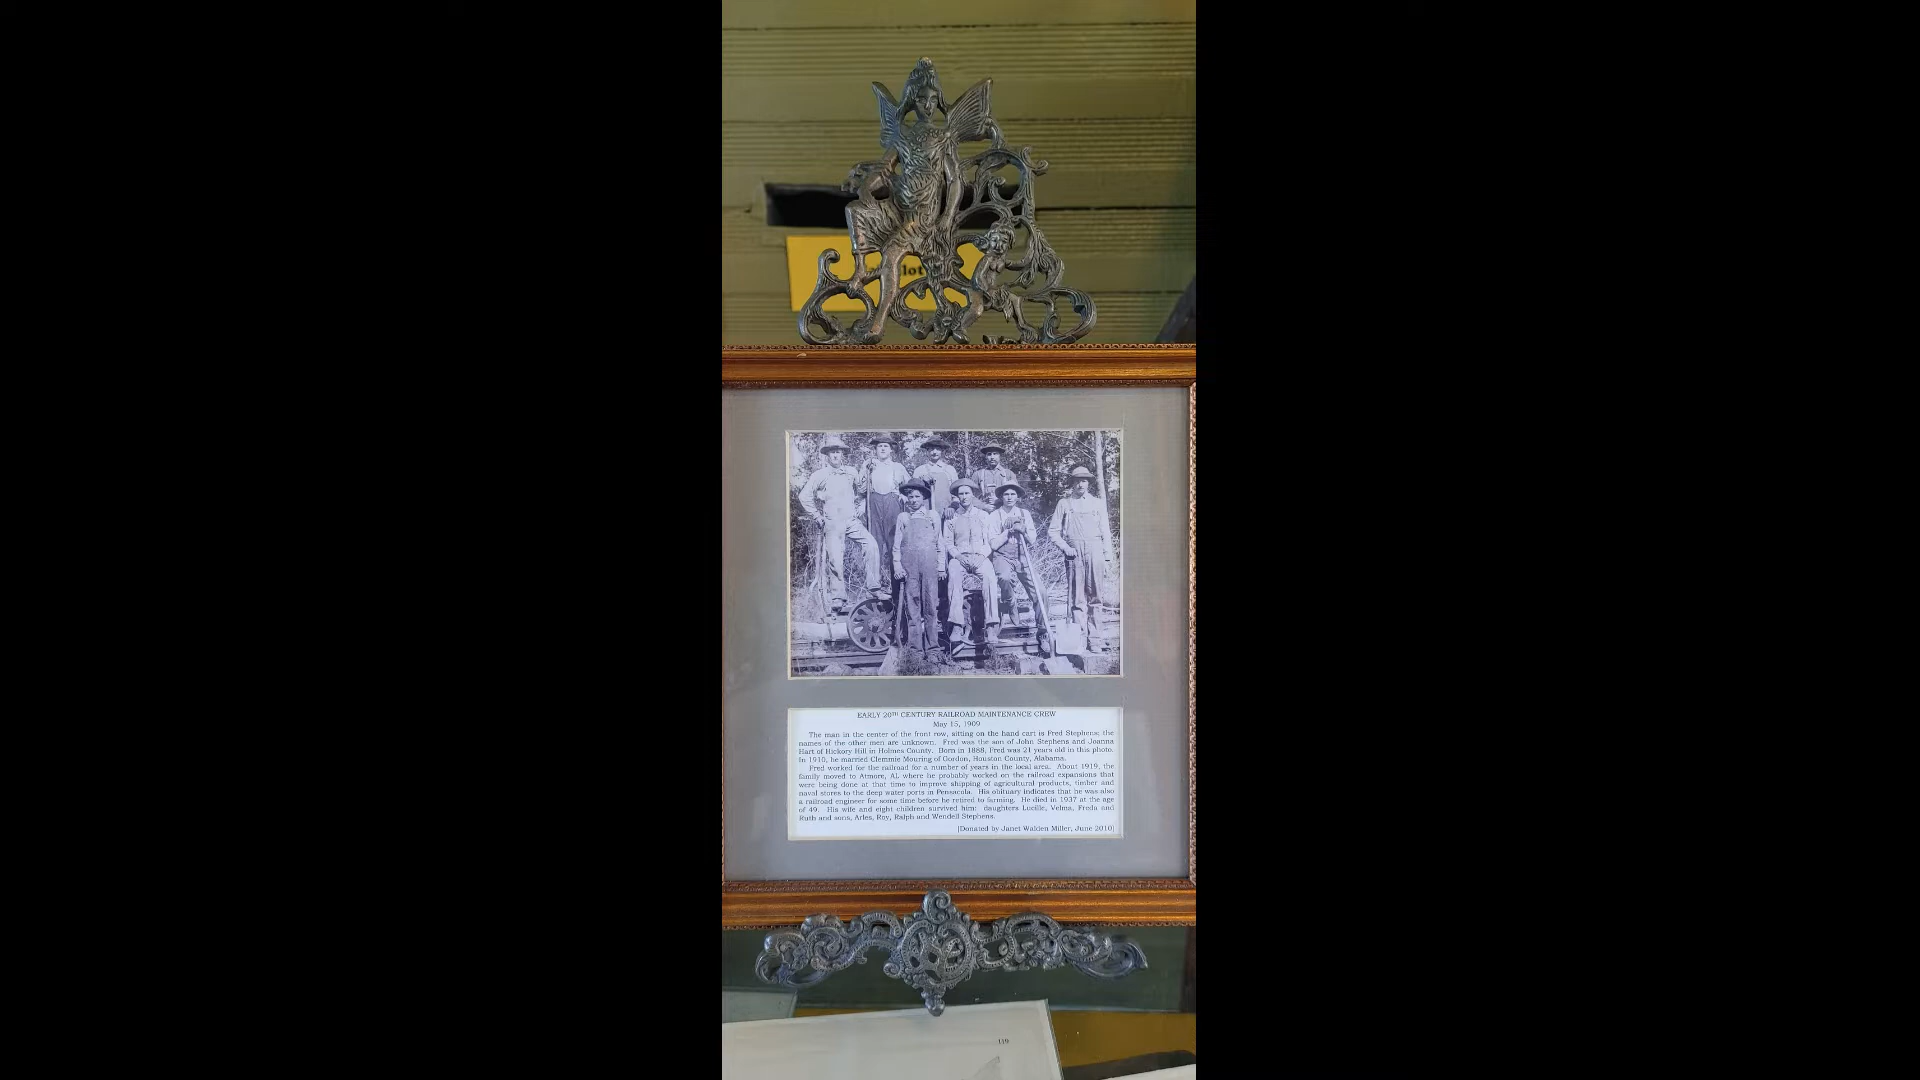 lot
EARLY 20TH CENTURY RAILROAD MAINTENANCE CREW
May 15, 1909
The man in the center of the front row, sitting on the hand cart is Fred Stephens; the
names of the other men are unknown. Fred was the son of John Stephens and Joanna
Hart of Hickory Hill in Holmes County. Born in 1888, Fred was 21 years old in this photo.
In 1910, he married Clemmie Mouring of Gordon, Houston County, Alabama.
Fred worked for the railroad for a number of years in the local area. About 1919, the
family moved to Atmore, AL where he probably worked on the railroad expansions that
were being done at that time to improve shipping of agricultural products, timber and
naval stores to the deep water ports in Pensacola. His obituary indicates that he was also
a railroad engineer for some time before he retired to farming. He died in 1937 at the age
of 49. His wife and eight children survived him: daughters Lucille, Velma, Freda and
Ruth and sons, Arles, Roy, Ralph and Wendell Stephens.
[Donated by Janet Walden Miller, June 2010]
119